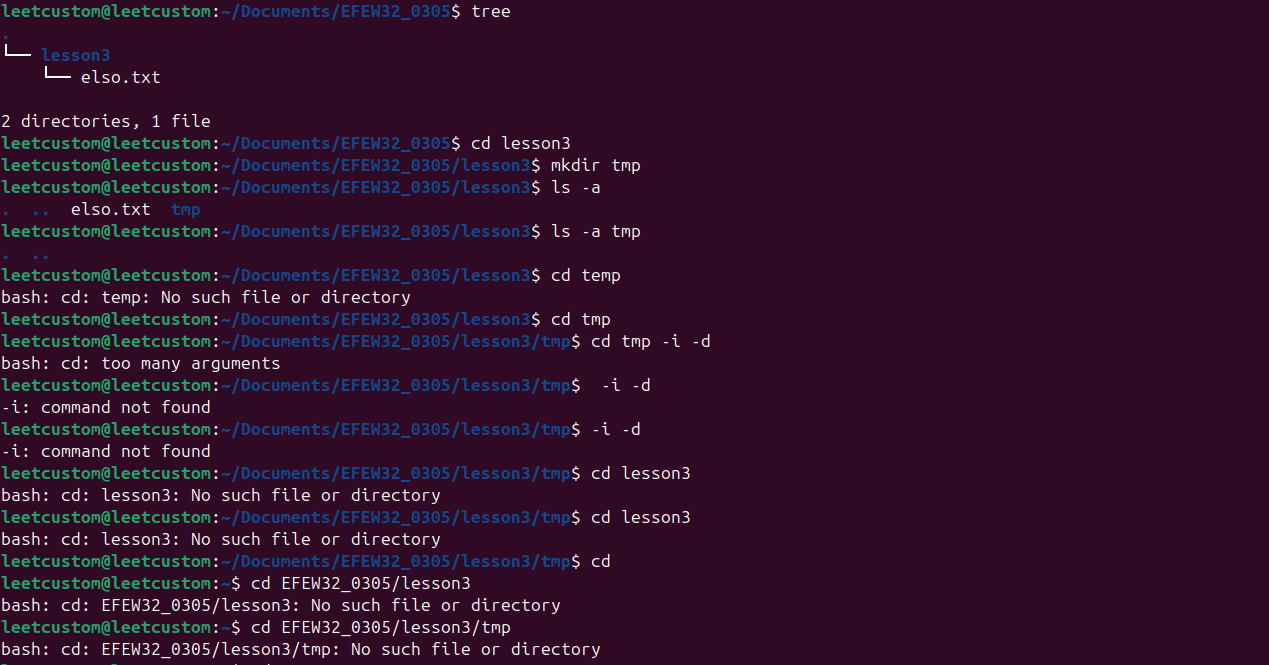 leetcustom@leetcustom:~/Documents/EFEW32_0305$ tree
.
└── lesson3
    └── elso.txt

2 directories, 1 file
leetcustom@leetcustom:~/Documents/EFEW32_0305$ cd lesson3
leetcustom@leetcustom:~/Documents/EFEW32_0305/lesson3$ mkdir tmp
leetcustom@leetcustom:~/Documents/EFEW32_0305/lesson3$ ls -a
.  ..  elso.txt  tmp
leetcustom@leetcustom:~/Documents/EFEW32_0305/lesson3$ ls -a tmp
.  ..
leetcustom@leetcustom:~/Documents/EFEW32_0305/lesson3$ cd temp
bash: cd: temp: No such file or directory
leetcustom@leetcustom:~/Documents/EFEW32_0305/lesson3$ cd tmp
leetcustom@leetcustom:~/Documents/EFEW32_0305/lesson3/tmp$ cd tmp -i -d
bash: cd: too many arguments
leetcustom@leetcustom:~/Documents/EFEW32_0305/lesson3/tmp$  -i -d
-i: command not found
leetcustom@leetcustom:~/Documents/EFEW32_0305/lesson3/tmp$ -i -d
-i: command not found
leetcustom@leetcustom:~/Documents/EFEW32_0305/lesson3/tmp$ cd lesson3
bash: cd: lesson3: No such file or directory
leetcustom@leetcustom:~/Documents/EFEW32_0305/lesson3/tmp$ cd lesson3
bash: cd: lesson3: No such file or directory
leetcustom@leetcustom:~/Documents/EFEW32_0305/lesson3/tmp$ cd
leetcustom@leetcustom:~$ cd EFEW32_0305/lesson3
bash: cd: EFEW32_0305/lesson3: No such file or directory
leetcustom@leetcustom:~$ cd EFEW32_0305/lesson3/tmp
bash: cd: EFEW32_0305/lesson3/tmp: No such file or directory